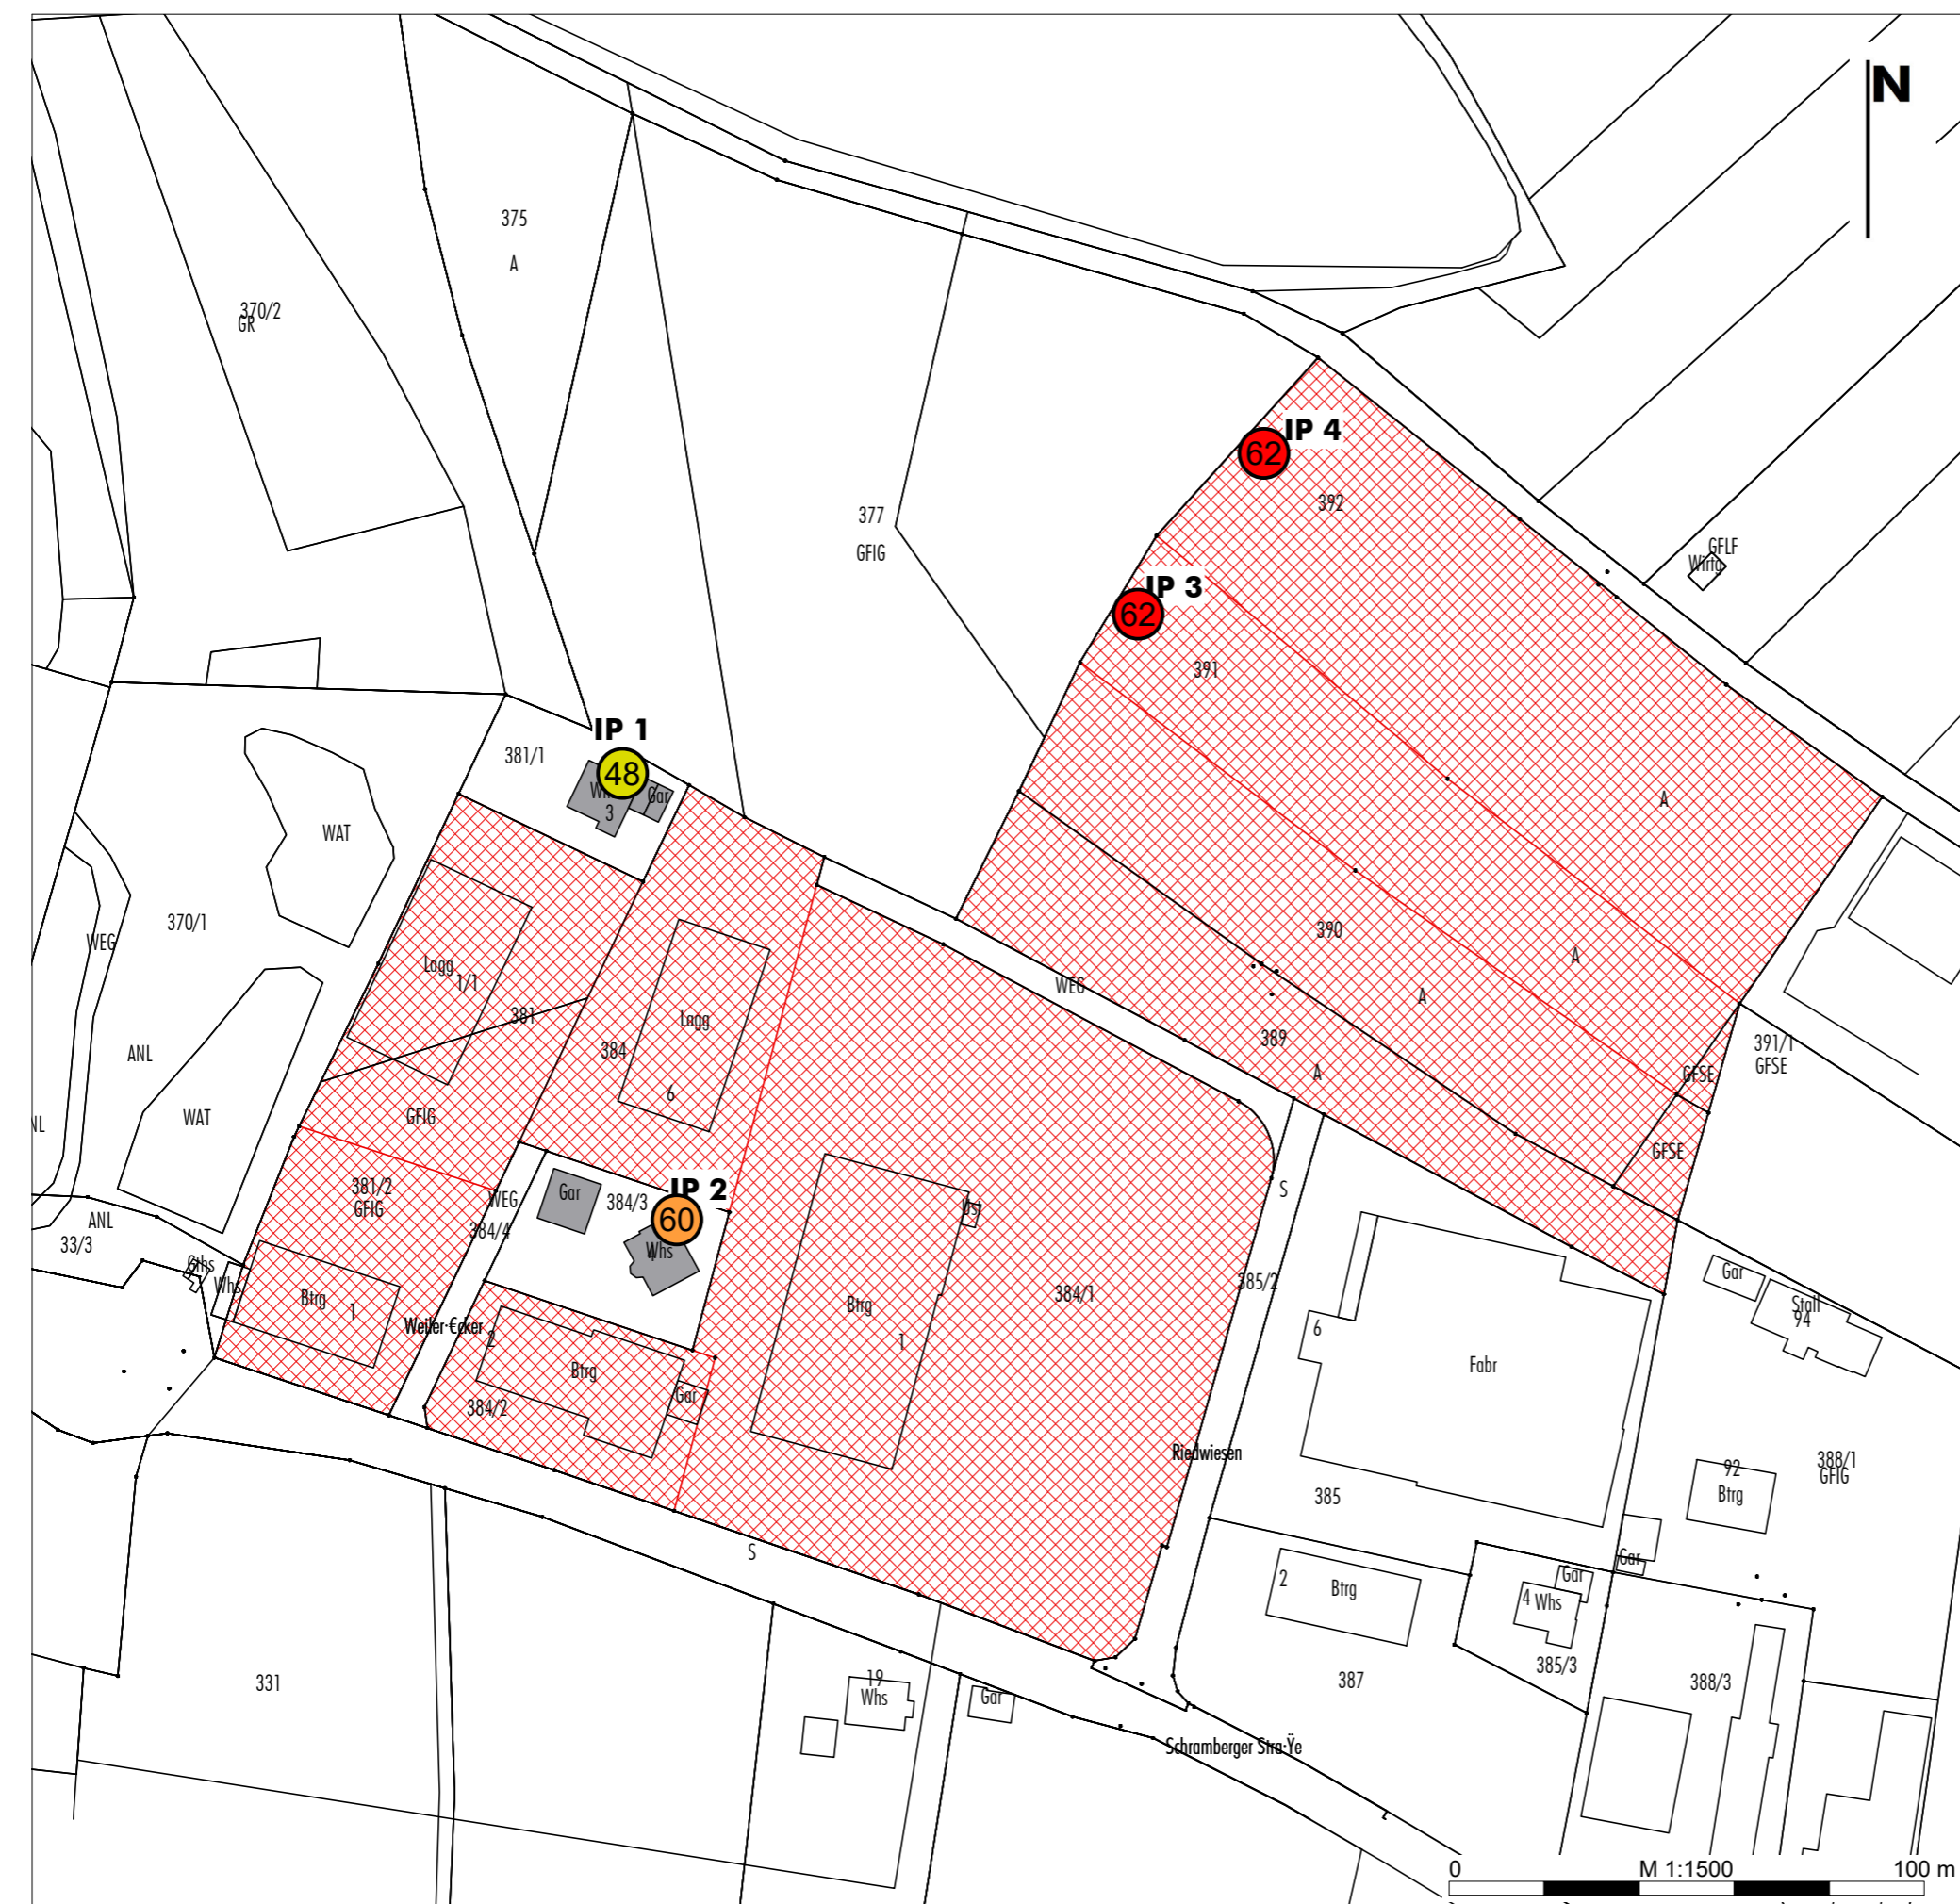 N
375
A
370/2
GR
IP 4
62
392
377
GFIG
GFLF
Wirtg
IP 3
62
391
IP 1
381/1
48
Gar
3
A
WAT
370/1
WEG
390
Lagg
1/1
A
WEG
A
381
Lagg
384
389
391/1
GFSE
ANL
6
A
GFSE
GFIG
WAT
GFSE
IP 2
381/2
GFIG
WEG
Gar
384/3
S
60
384/4
ANL
33/3
Whs
4
Gar
Whs
385/2
384/1
Btrg
1
Btrg
1
Stall
94
Weiler-€cker
6
2
Btrg
Fabr
Gar
384/2
Riedwiesen
388/1
GFIG
92
Btrg
385
S
Gar
2
Btrg
Gar
4 Whs
385/3
331
19
Whs
Gar
387
388/3
Schramberger Stra·Ÿe
0
M 1:1500
100 m